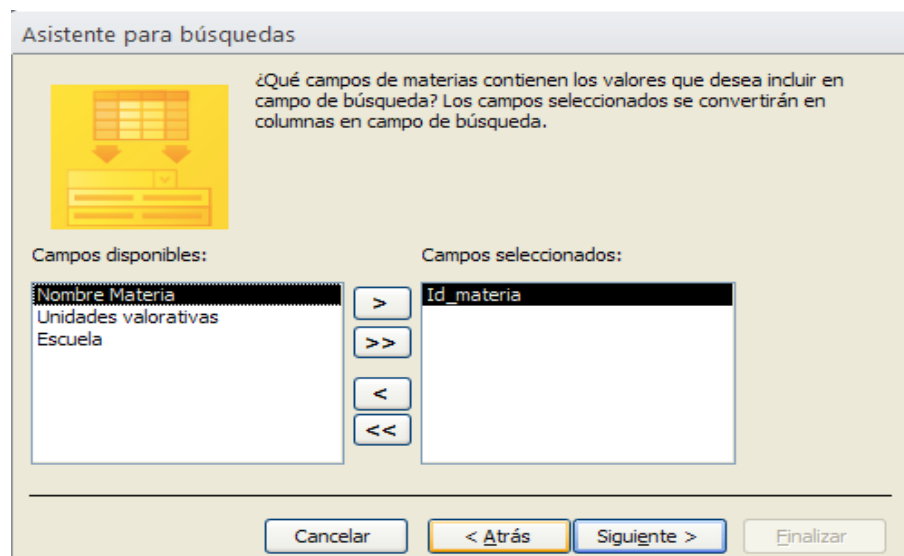 Asistente para búsquedas
¿Qué campos de materias contienen los valores que desea incluir en
campo de búsqueda? Los campos seleccionados se convertirán en
columnas en campo de búsqueda.
Campos disponibles:
Nombre Materia
Unidades valorativas
Escuela
>
>>
<
<<
Campos seleccionados:
Id_materia
Cancelar
< Atrás
Siguiente >
Finalizar